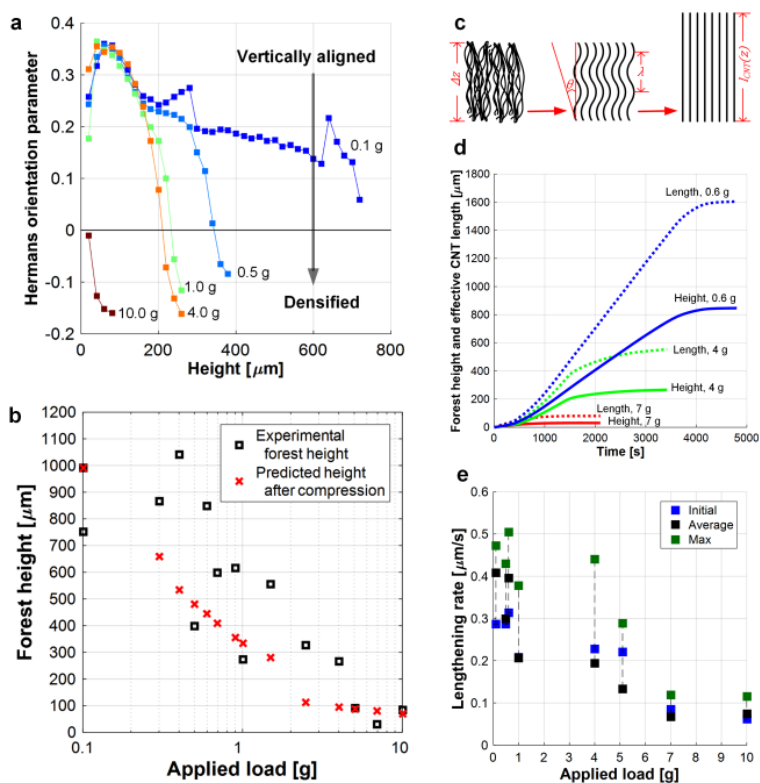 a
Hermans orientation parameter
0.4
0.3
0.2
0.1
0
-0.1
-0.2
Vertically aligned
Densified
0.1 g
0.5 g
1.0 g
4.0 g
10.0 g
0
200
400
600
800
Height [μm]
b
Forest height [μm]
1200
1100
1000
900
800
700
600
500
400
300
200
100
0
Experimental
forest height
Predicted height
after compression
0.1
1
10
Applied load [g]
c
Δz
λ
l_CNT(z)
d
Forest height and effective CNT length [μm]
1800
1600
1400
1200
1000
800
600
400
200
0
Length, 0.6 g
Height, 0.6 g
Length, 4 g
Height, 4 g
Length, 7 g
Height, 7 g
0
1000
2000
3000
4000
5000
Time [s]
e
Lengthening rate [μm/s]
0.6
0.5
0.4
0.3
0.2
0.1
0
Initial
Average
Max
0
1
2
3
4
5
6
7
8
9
10
Applied load [g]